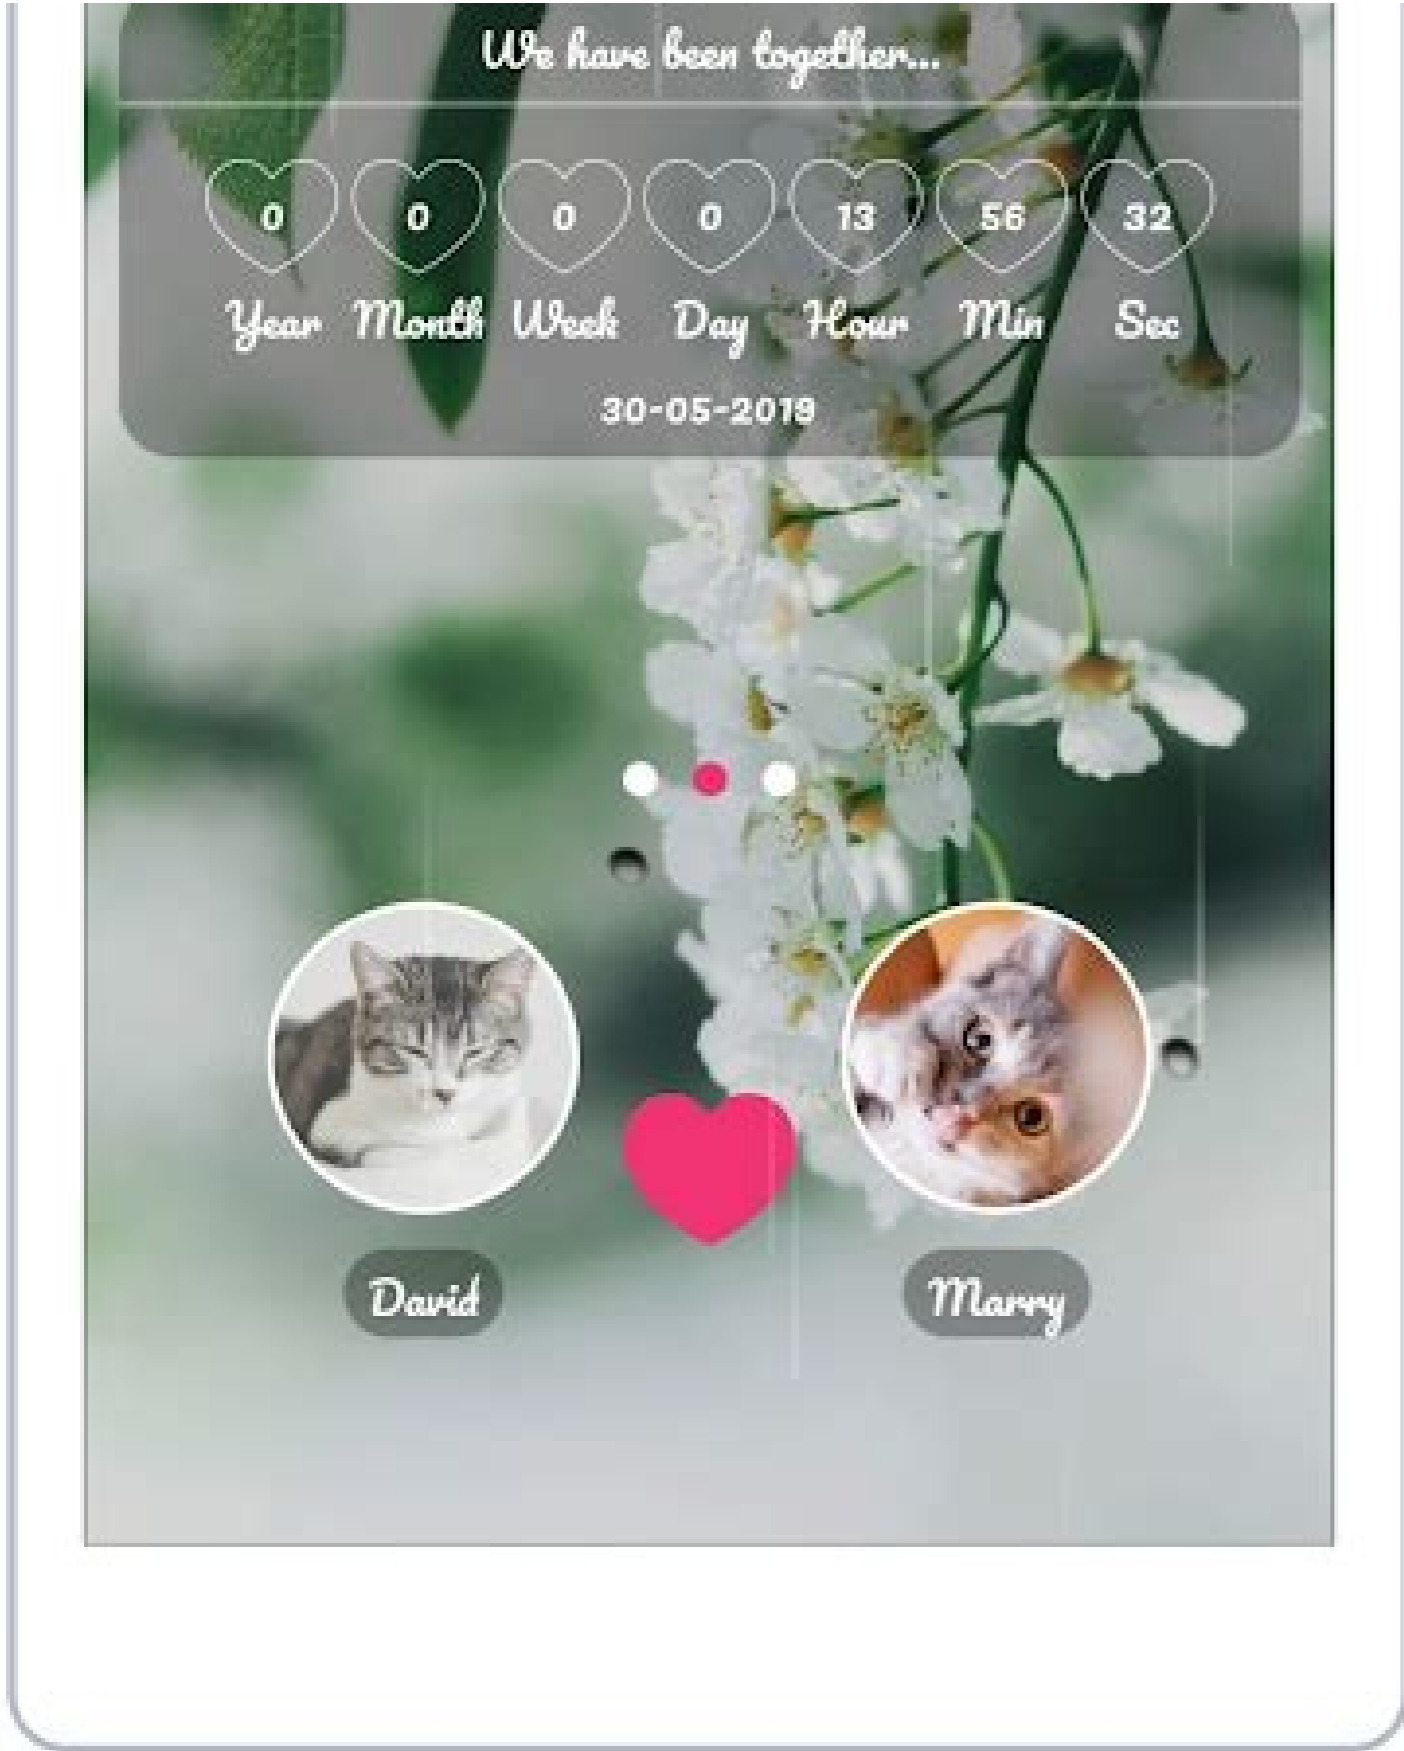 We have been together...
0 0 0 0 13 56 32
Year Month Week Day Hour Min Sec
30-05-2019
David Marry